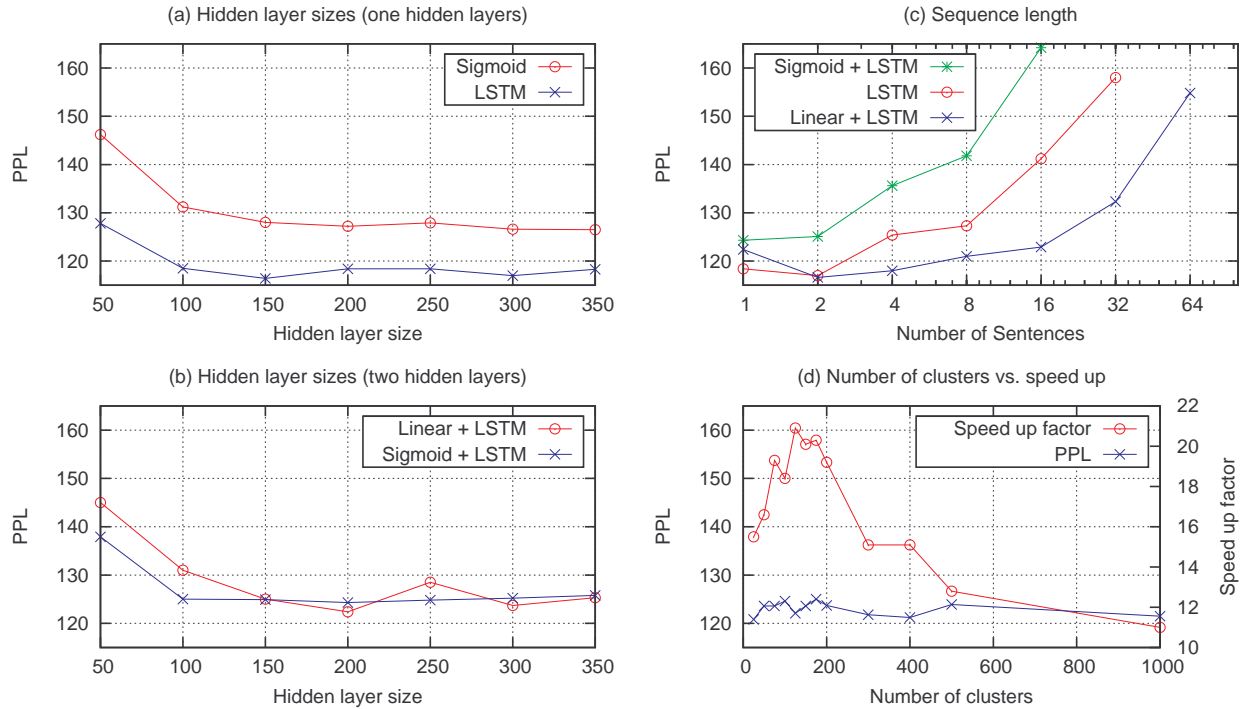 (a) Hidden layer sizes (one hidden layers)
160
150
140
130
120
PPL
Sigmoid
LSTM
50 100 150 200 250 300 350
Hidden layer size
(c) Sequence length
160
150
140
130
120
PPL
Sigmoid + LSTM
LSTM
Linear + LSTM
1 2 4 8 16 32 64
Number of Sentences
(b) Hidden layer sizes (two hidden layers)
160
150
140
130
120
PPL
Linear + LSTM
Sigmoid + LSTM
50 100 150 200 250 300 350
Hidden layer size
(d) Number of clusters vs. speed up
160
150
140
130
120
PPL
Speed up factor
PPL
22
20
18
16
14
12
10
Speed up factor
0 200 400 600 800 1000
Number of clusters